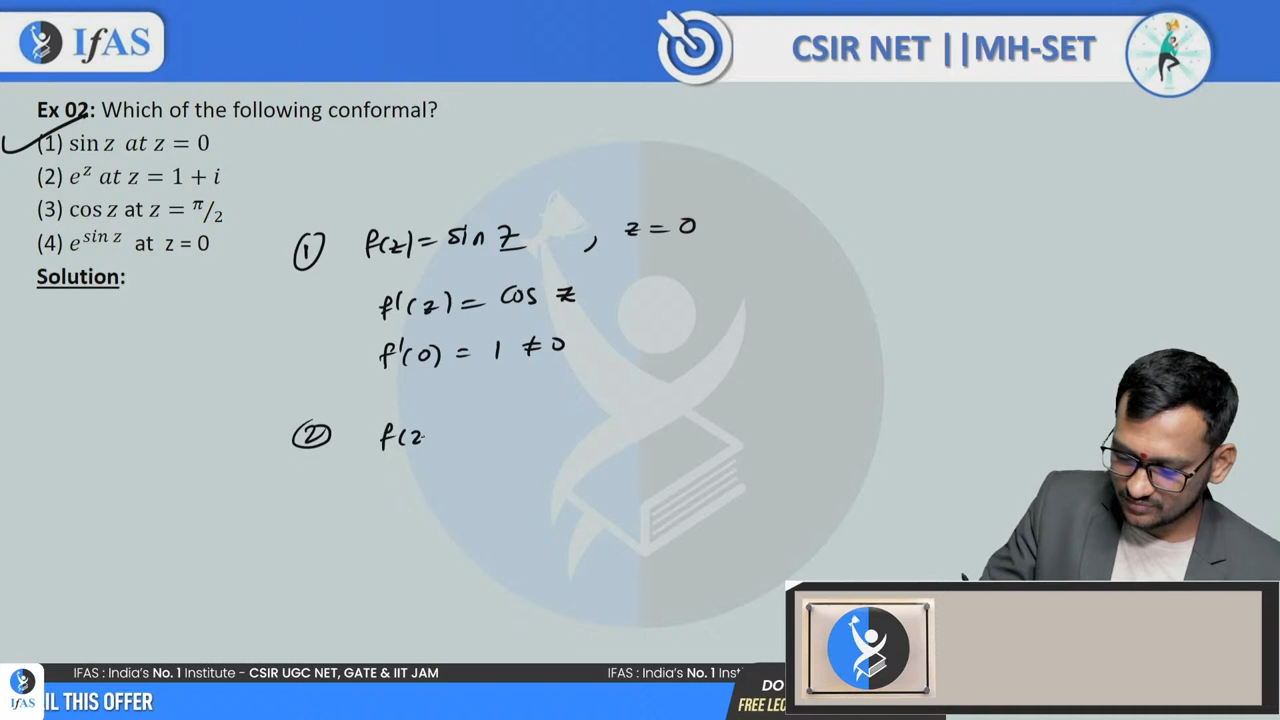 IfAS
CSIR NET ||MH-SET
Ex 02: Which of the following conformal?
(1) sin z at z = 0
(2) e^z at z = 1 + i
(3) cos z at z = π/2
(4) e^{sin z} at z = 0
Solution:
① f(z) = sin z , z = 0
f'(z) = cos z
f'(0) = 1 ≠ 0
② f(z
IFAS : India's No. 1 Institute - CSIR UGC NET, GATE & IIT JAM
IFAS : India's No. 1 Insti
IfAS
IL THIS OFFER
DO
FREE LEC